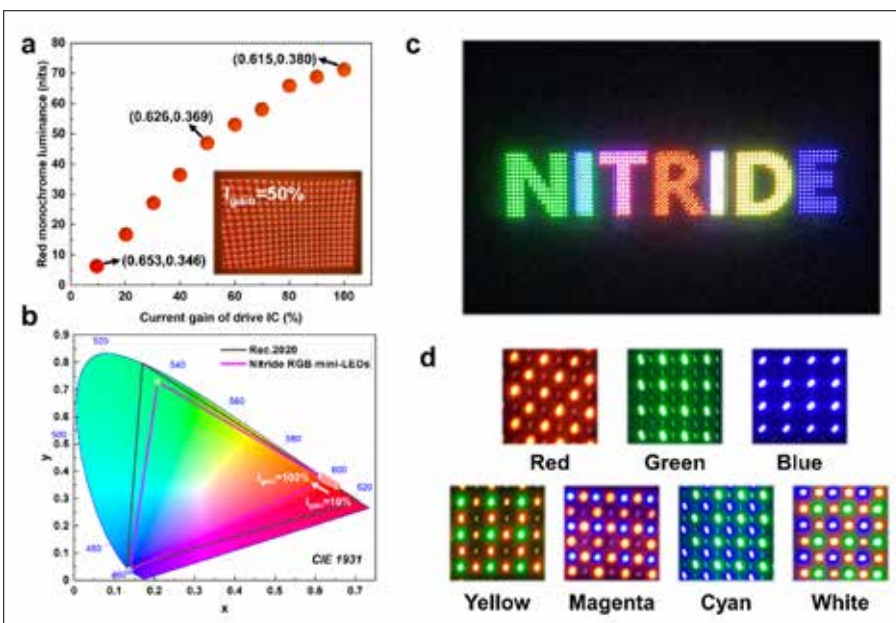 a
80
70
60
50
40
30
20
10
0
Red monochrome luminance (nits)
(0.615,0.380)
(0.626,0.369)
(0.653,0.346)
Igain=50%
0 20 40 60 80 100
Current gain of drive IC (%)
b
0.9
0.8
0.7
0.6
0.5
0.4
0.3
0.2
0.1
0
y
Rec.2020
Nitride RGB mini-LEDs
520
540
560
500
580
600
620
480
460
Igain=100%
Igain=10%
CIE 1931
0 0.1 0.2 0.3 0.4 0.5 0.6 0.7
x
c
NITRIDE
d
Red Green Blue
Yellow Magenta Cyan White